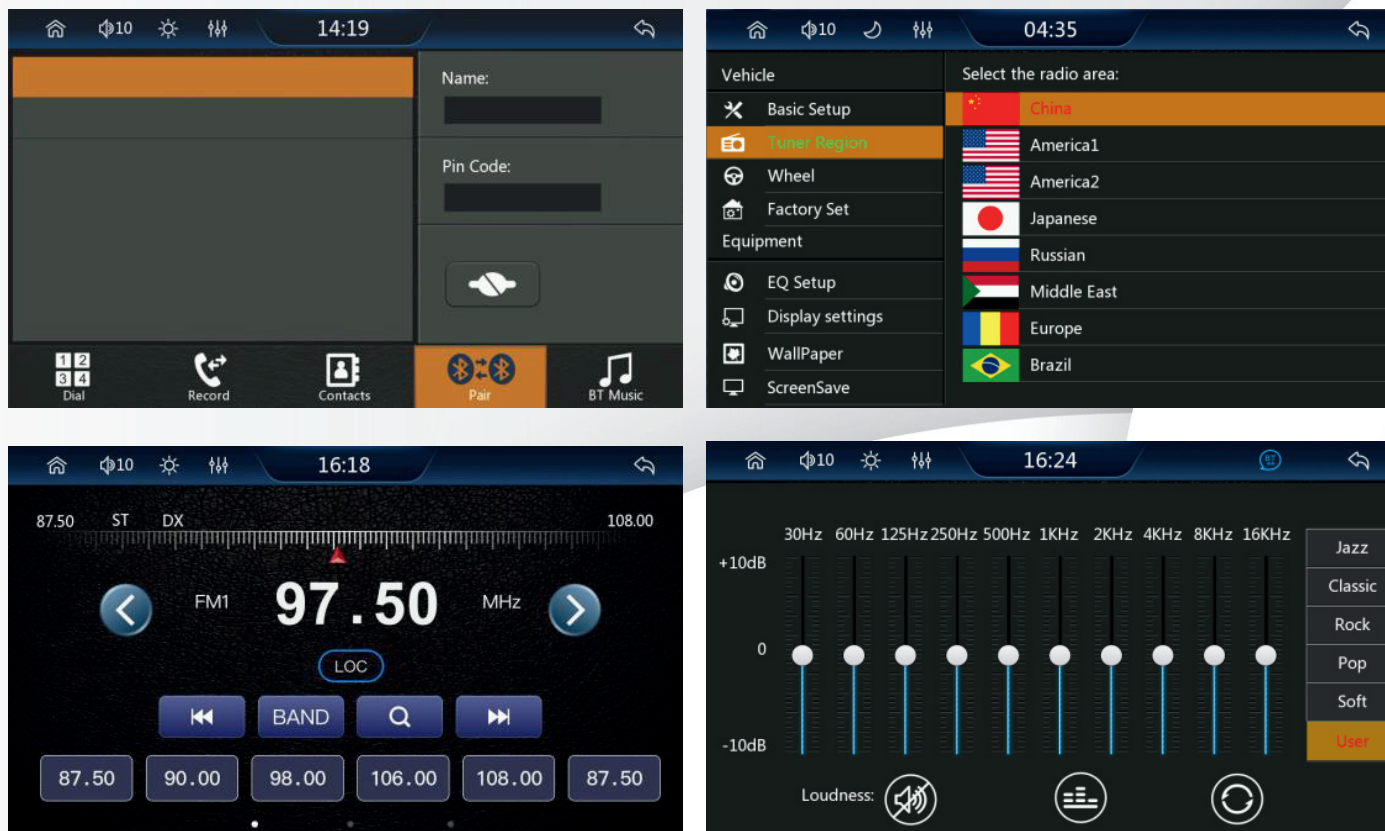 10 14:19
Name:
Pin Code:
1 2
3 4
Dial Record Contacts Pair BT Music
10 04:35
Vehicle
Basic Setup
Tuner Region
Wheel
Factory Set
Equipment
EQ Setup
Display settings
WallPaper
ScreenSave
Select the radio area:
China
America1
America2
Japanese
Russian
Middle East
Europe
Brazil
10 16:18
87.50 ST DX 108.00
FM1 97.50 MHz
LOC
BAND
87.50 90.00 98.00 106.00 108.00 87.50
10 16:24 BT
30Hz 60Hz 125Hz 250Hz 500Hz 1KHz 2KHz 4KHz 8KHz 16KHz
+10dB
0
-10dB
Jazz
Classic
Rock
Pop
Soft
User
Loudness: